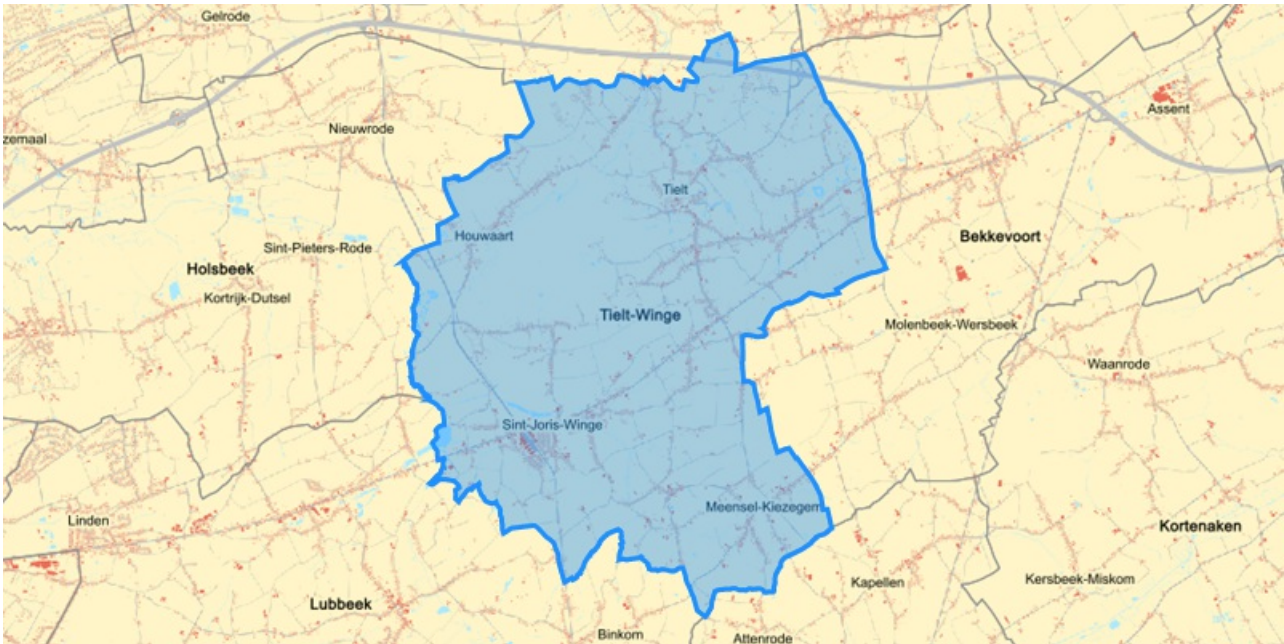 Gelrode
Assent
Nieuwrode
zemaal
Tielt
Houwaart
Bekkevoort
Sint-Pieters-Rode
Holsbeek
Kortrijk-Dutsel
Tielt-Winge
Molenbeek-Wersbeek
Waanrode
Sint-Joris-Winge
Meensel-Kiezegem
Linden
Kortenaken
Kersbeek-Miskom
Kapellen
Lubbeek
Binkom
Attenrode